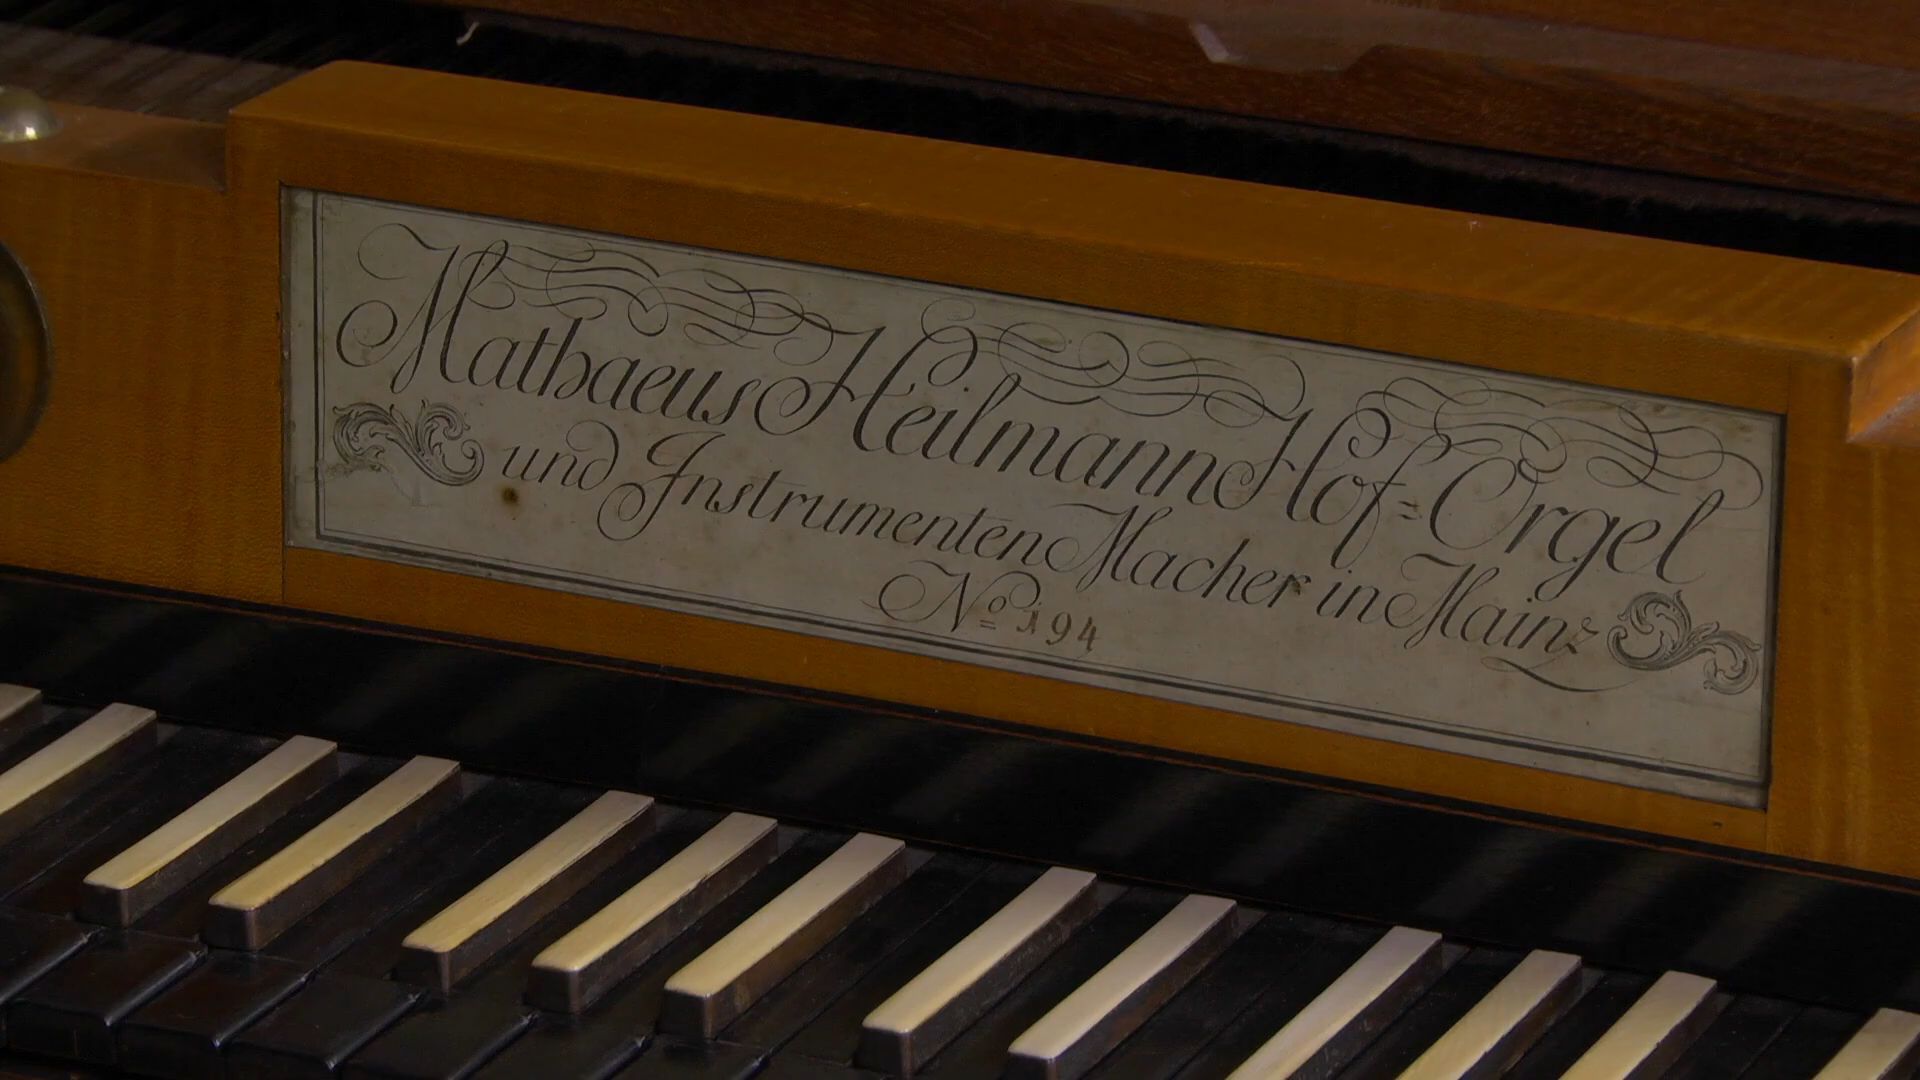 Mathaeus Heilmann Hof=Orgel
und Instrumenten Macher in Mainz
No 194